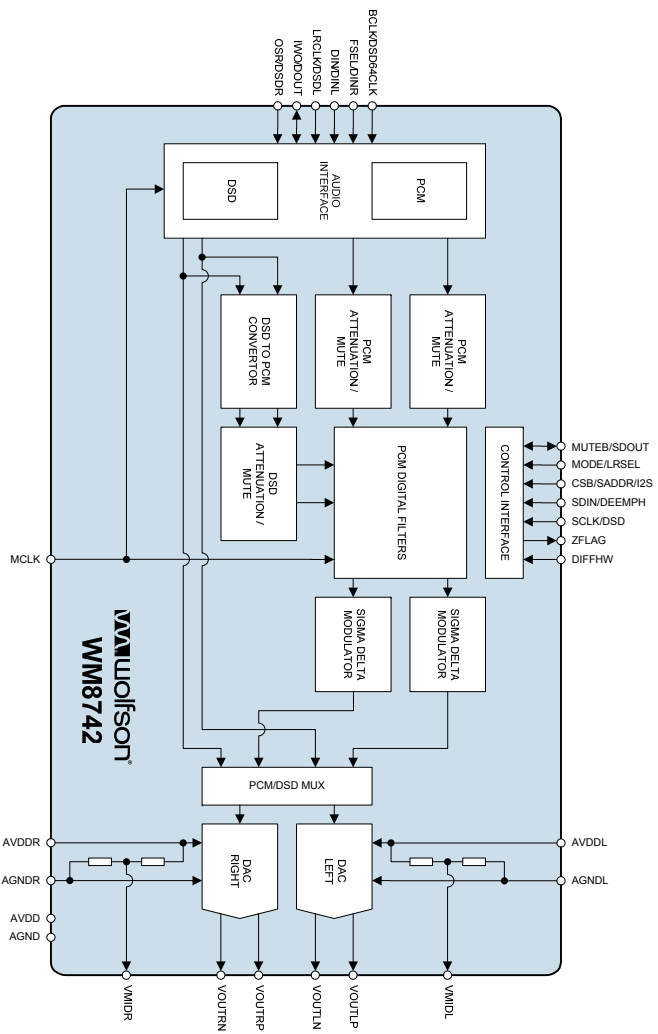 BCLK/DSD64CLK
FSEL/DINR
DIN/DINL
LRCLK/DSDL
IWO/DOUT
OSR/DSDR
AUDIO
INTERFACE
DSD
PCM
DSD TO PCM
CONVERTOR
PCM
ATTENUATION /
MUTE
PCM
ATTENUATION /
MUTE
DSD
ATTENUATION /
MUTE
PCM DIGITAL FILTERS
CONTROL INTERFACE
MUTEB/SDOUT
MODE/LRSEL
CSB/SADDR/I2S
SDIN/DEEMPH
SCLK/DSD
ZFLAG
DIFFHW
MCLK
SIGMA DELTA
MODULATOR
SIGMA DELTA
MODULATOR
wolfson®
WM8742
PCM/DSD MUX
AVDDR
AGNDR
AVDD
AGND
DAC
RIGHT
DAC
LEFT
AVDDL
AGNDL
VMIDR
VOUTRN
VOUTRP
VOUTLN
VOUTLP
VMIDL